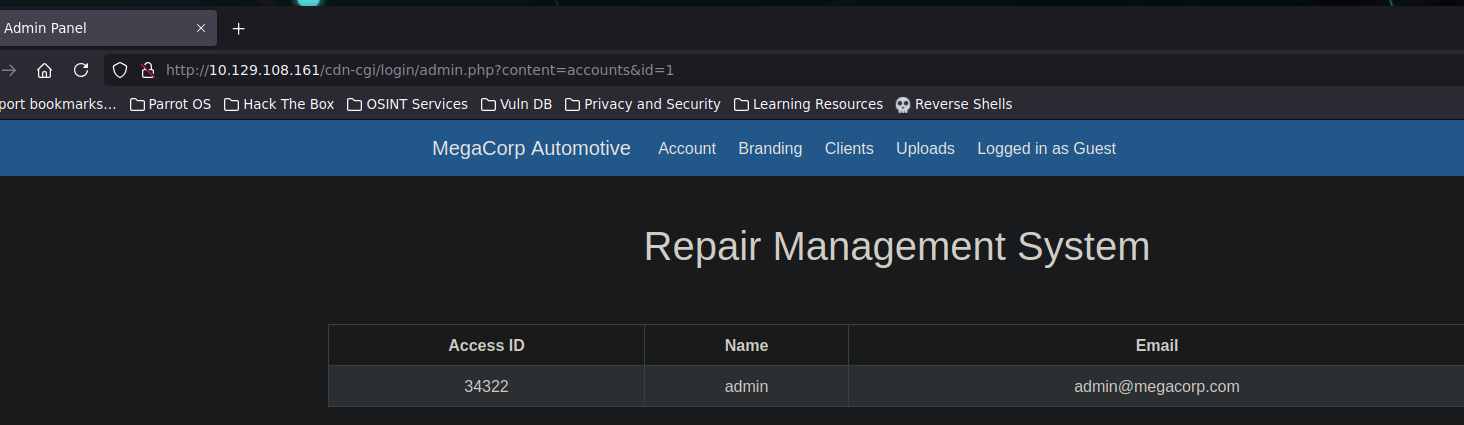 Admin Panel
http://10.129.108.161/cdn-cgi/login/admin.php?content=accounts&id=1
port bookmarks… Parrot OS Hack The Box OSINT Services Vuln DB Privacy and Security Learning Resources Reverse Shells
MegaCorp Automotive Account Branding Clients Uploads Logged in as Guest
Repair Management System
Access ID Name Email
34322 admin admin@megacorp.com